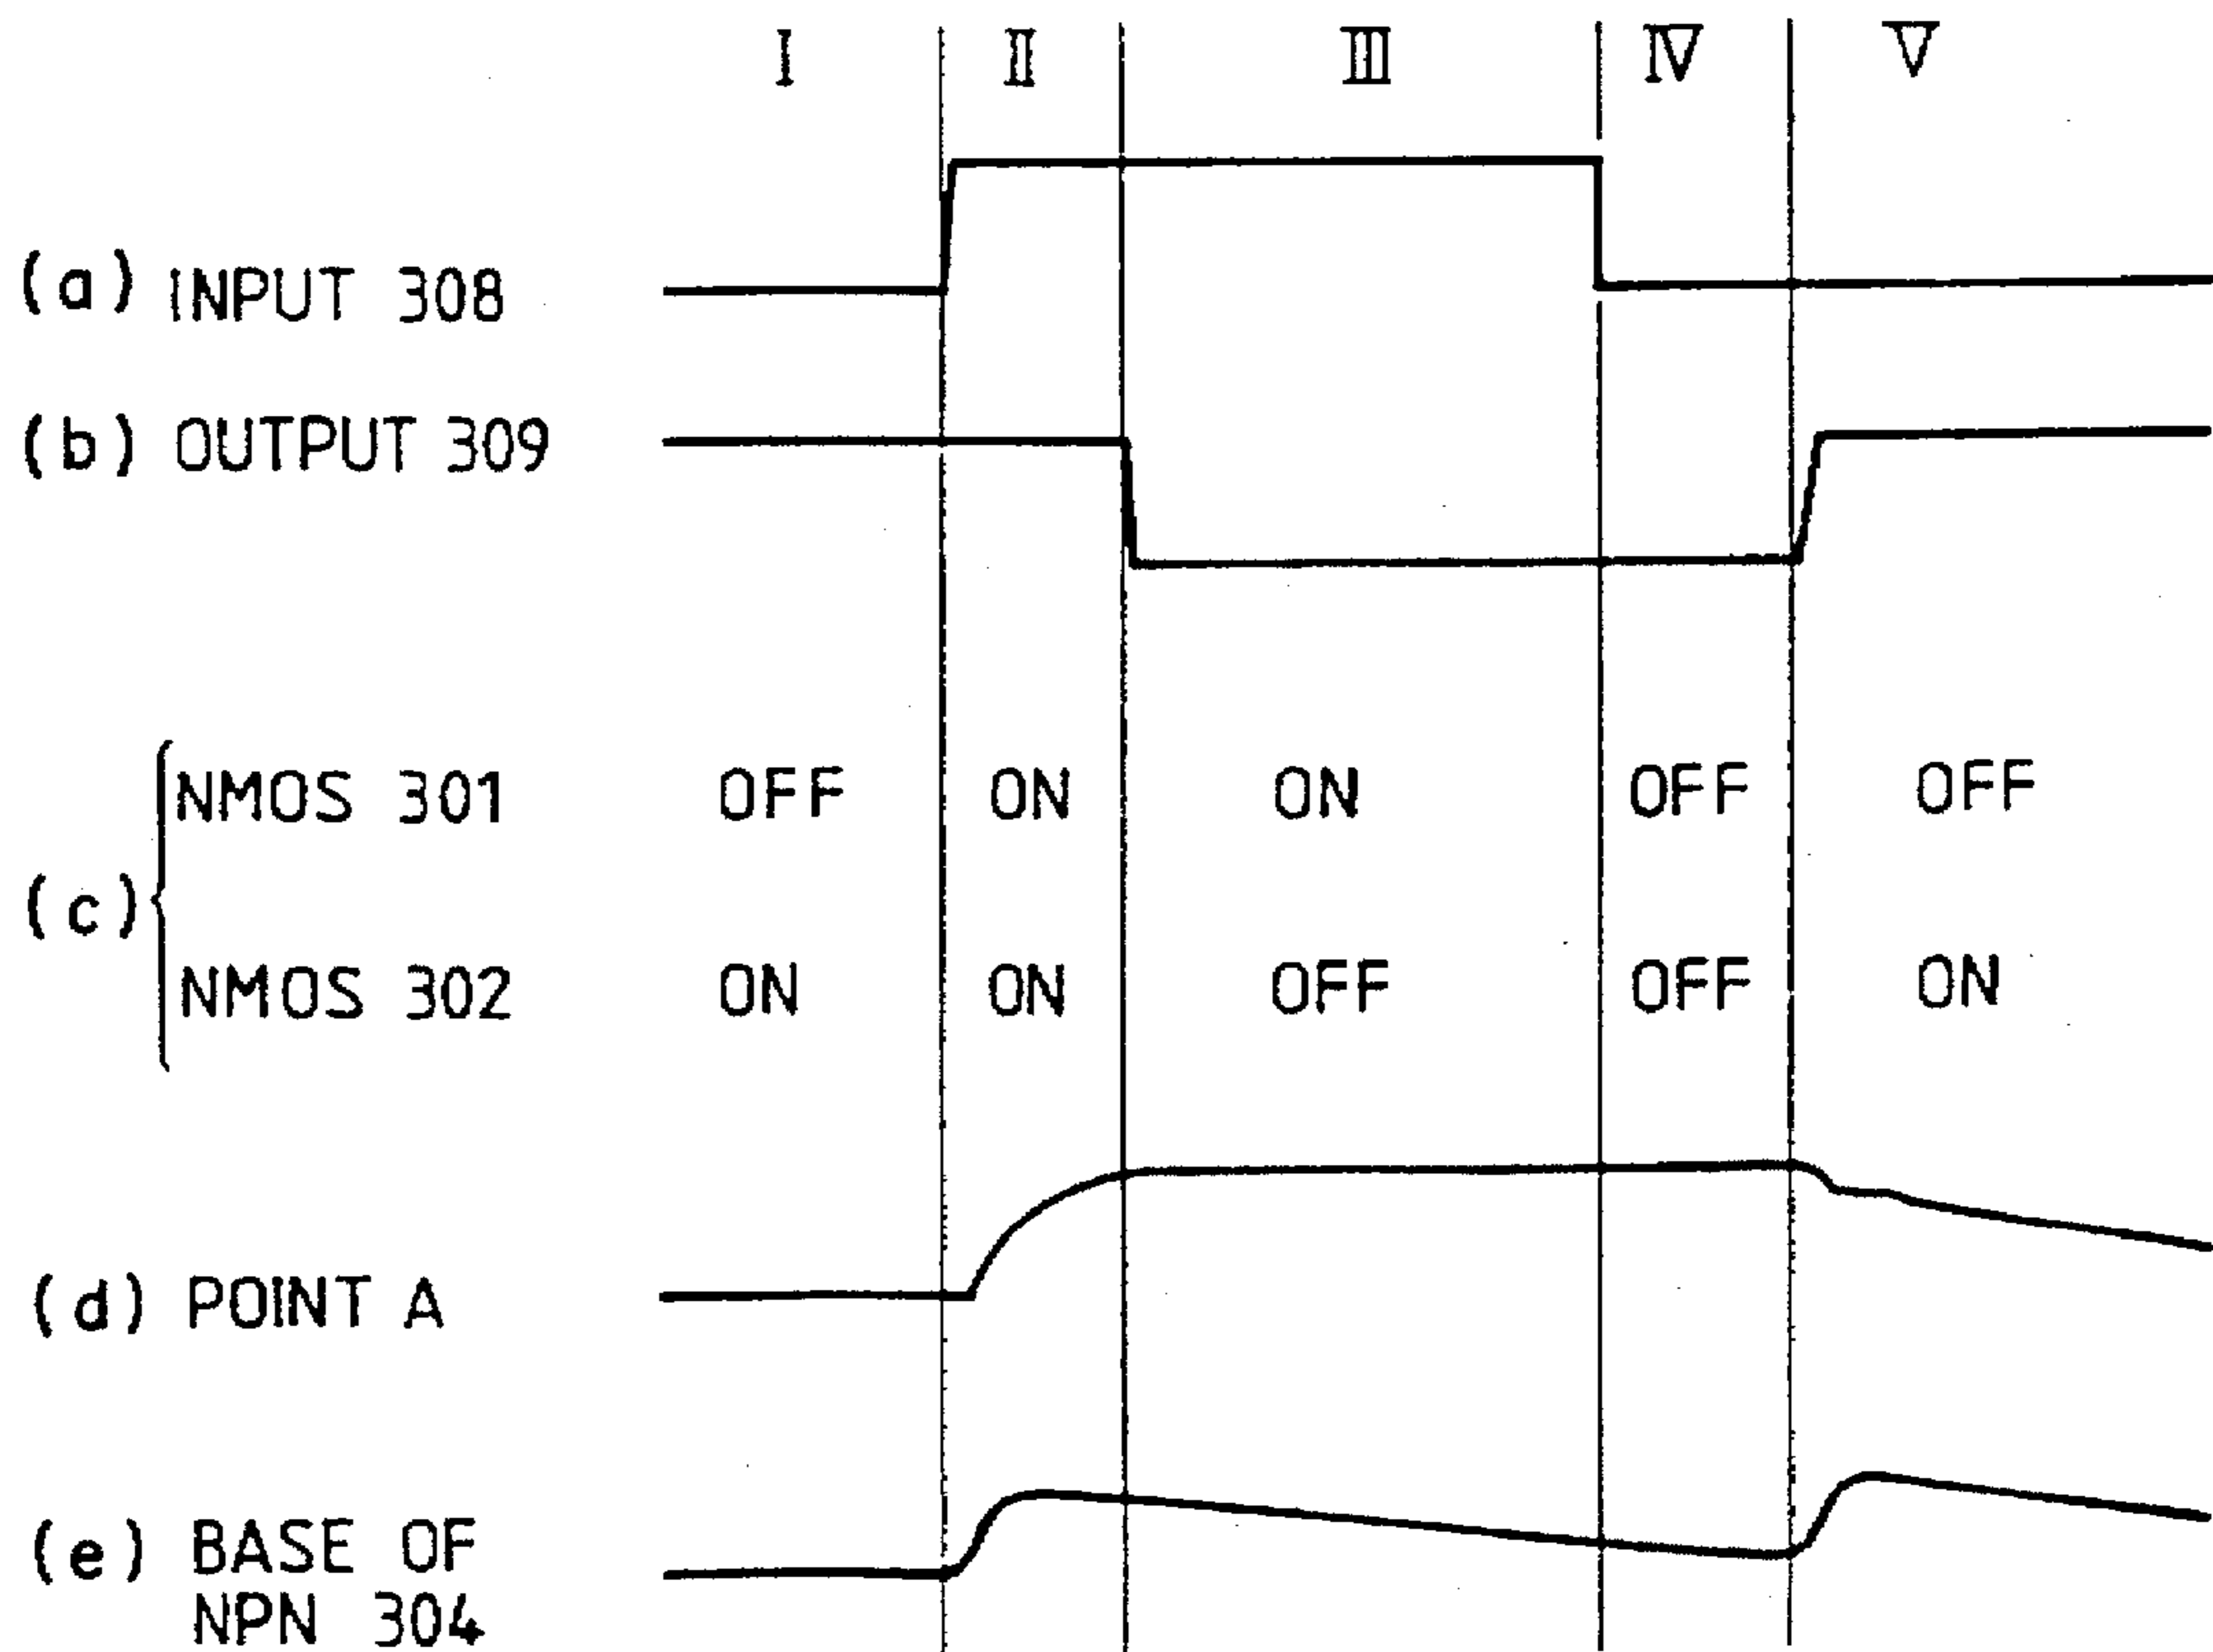 I II III IV V
(a) INPUT 308
(b) OUTPUT 309
NMOS 301 OFF ON ON OFF OFF
(c)
NMOS 302 ON ON OFF OFF ON
(d) POINT A
(e) BASE OF
NPN 304